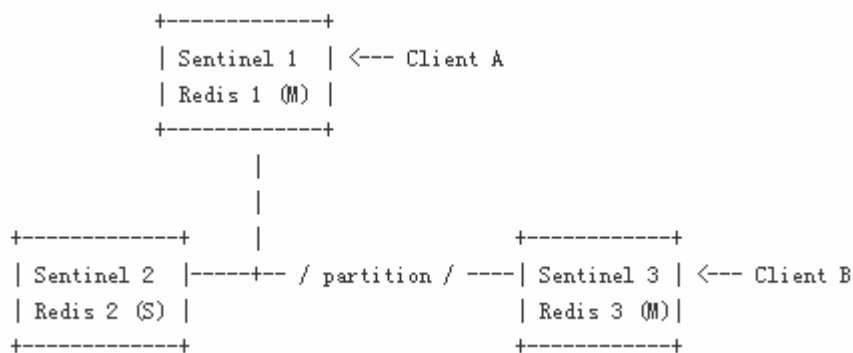 +-------------+
| Sentinel 1 | <--- Client A
| Redis 1 (M) |
+-------------+
|
|
+-------------+ | +------------+
| Sentinel 2 |-----+-- / partition / ----| Sentinel 3 | <--- Client B
| Redis 2 (S) | | Redis 3 (M)|
+-------------+ +------------+